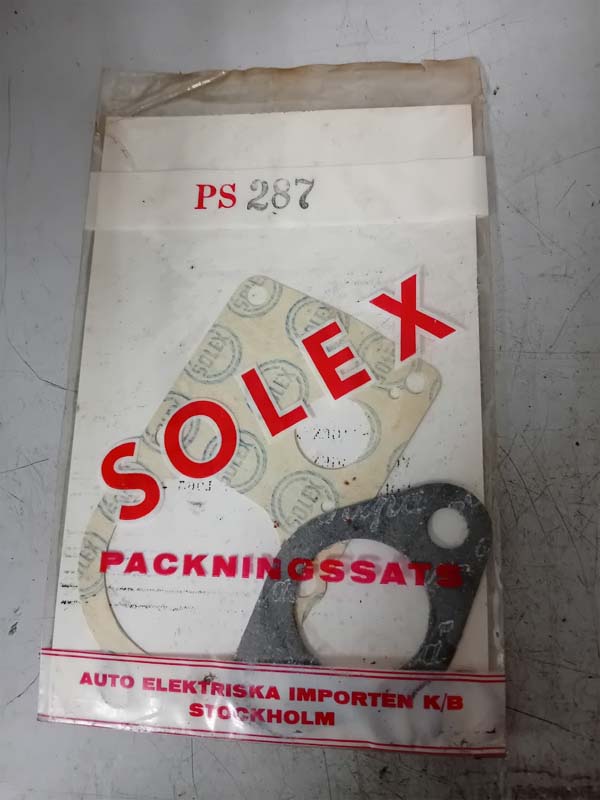 PS 287
SOLEX
PACKNINGSSATS
AUTO ELEKTRISKA IMPORTEN K/B
STOCKHOLM